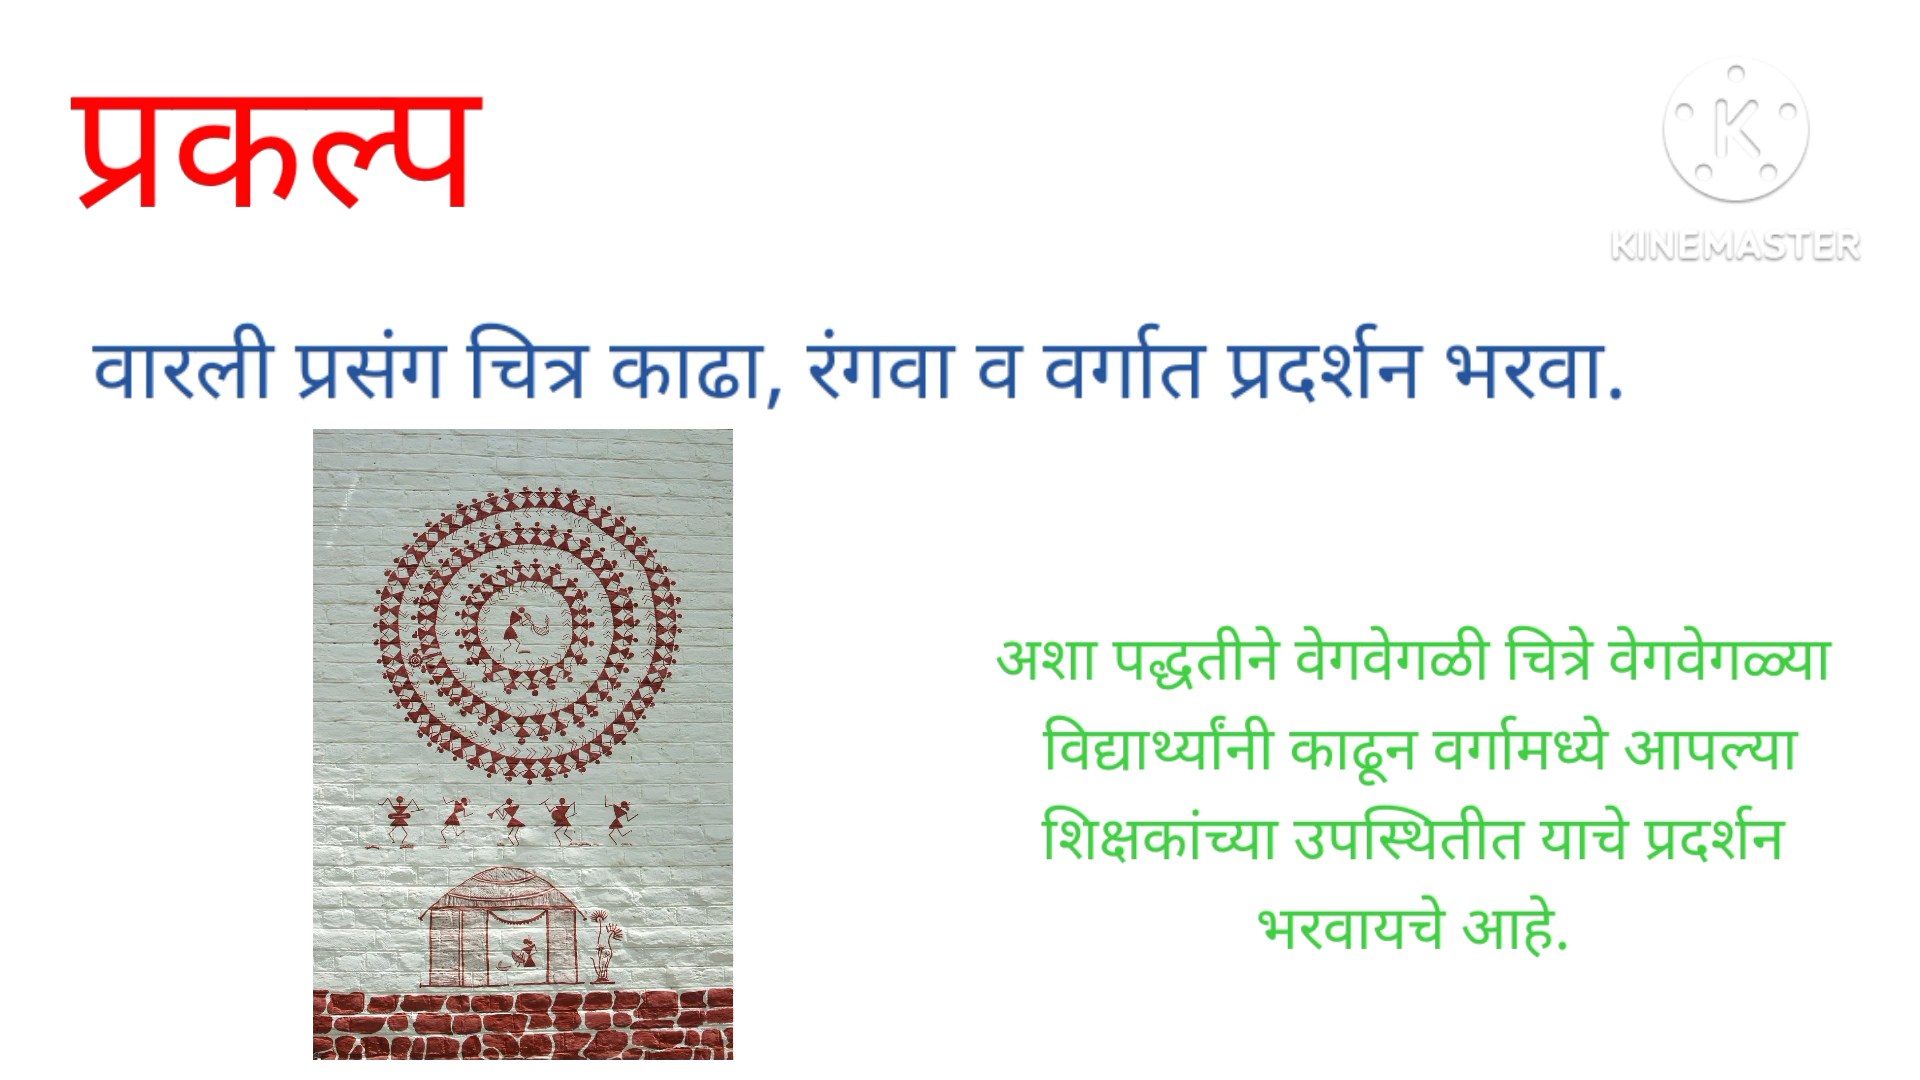 प्रकल्प
K
KINEMASTER
वारली प्रसंग चित्र काढा, रंगवा व वर्गात प्रदर्शन भरवा.
अशा पद्धतीने वेगवेगळी चित्रे वेगवेगळ्या
विद्यार्थ्यांनी काढून वर्गामध्ये आपल्या
शिक्षकांच्या उपस्थितीत याचे प्रदर्शन
भरवायचे आहे.